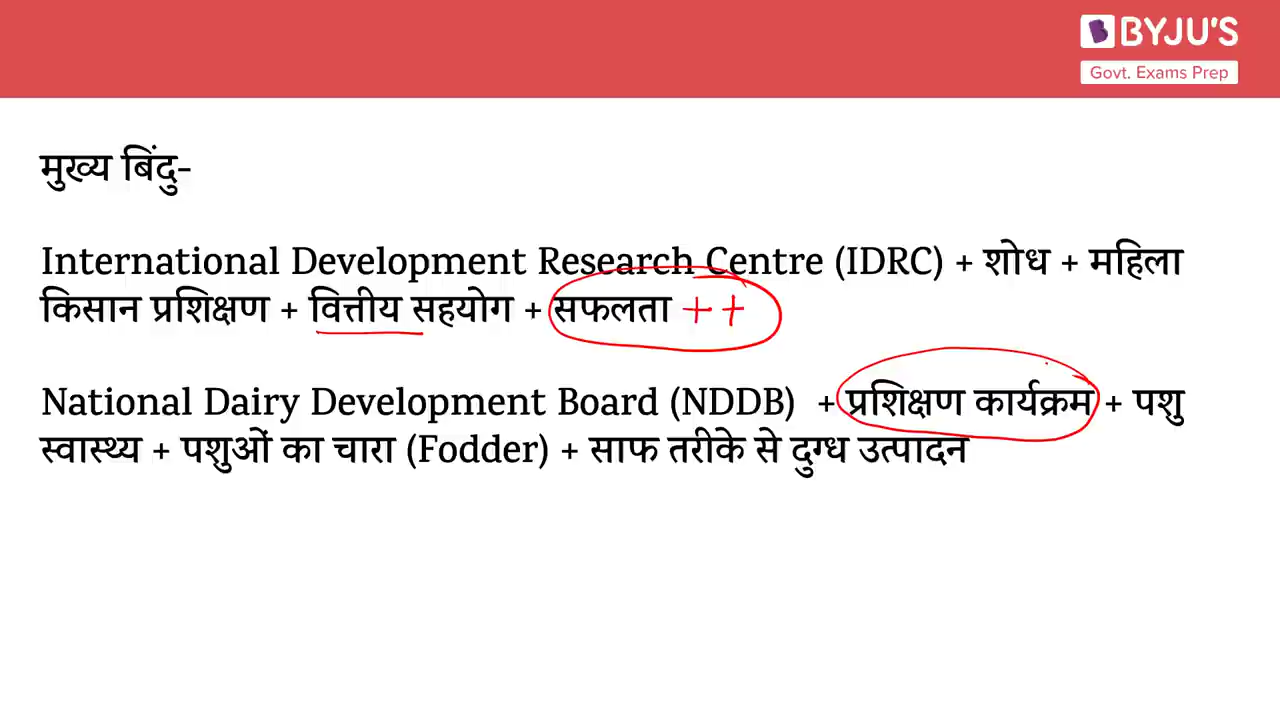 BYJU'S
Govt. Exams Prep
मुख्य बिंदु-
International Development Research Centre (IDRC) + शोध + महिला
किसान प्रशिक्षण + वित्तीय सहयोग + सफलता ++
National Dairy Development Board (NDDB) + प्रशिक्षण कार्यक्रम + पशु
स्वास्थ्य + पशुओं का चारा (Fodder) + साफ तरीके से दुग्ध उत्पादन